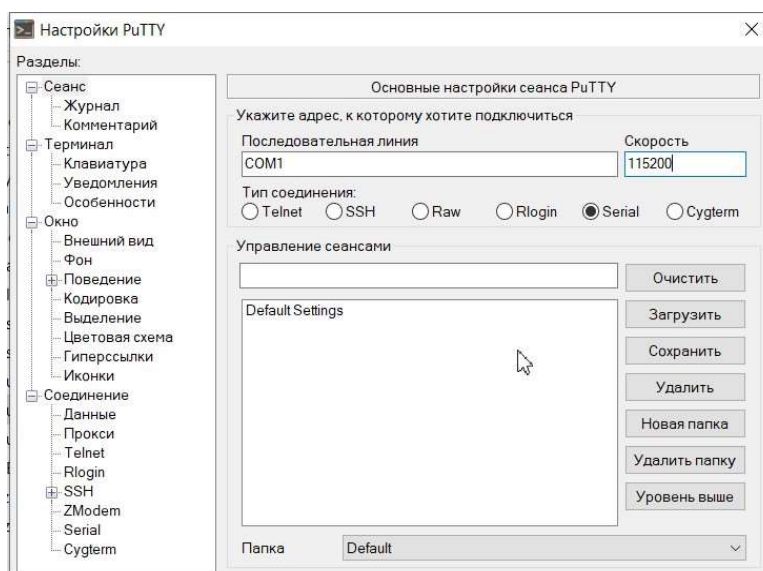 Настройки PuTTY
Разделы:
Сеанс
Журнал
Комментарий
Терминал
Клавиатура
Уведомления
Особенности
Окно
Внешний вид
Фон
Поведение
Кодировка
Выделение
Цветовая схема
Гиперссылки
Иконки
Соединение
Данные
Прокси
Telnet
Rlogin
SSH
ZModem
Serial
Cygterm
Основные настройки сеанса PuTTY
Укажите адрес, к которому хотите подключиться
Последовательная линия Скорость
COM1 115200
Тип соединения:
Telnet SSH Raw Rlogin Serial Cygterm
Управление сеансами
Default Settings
Очистить
Загрузить
Сохранить
Удалить
Новая папка
Удалить папку
Уровень выше
Папка Default